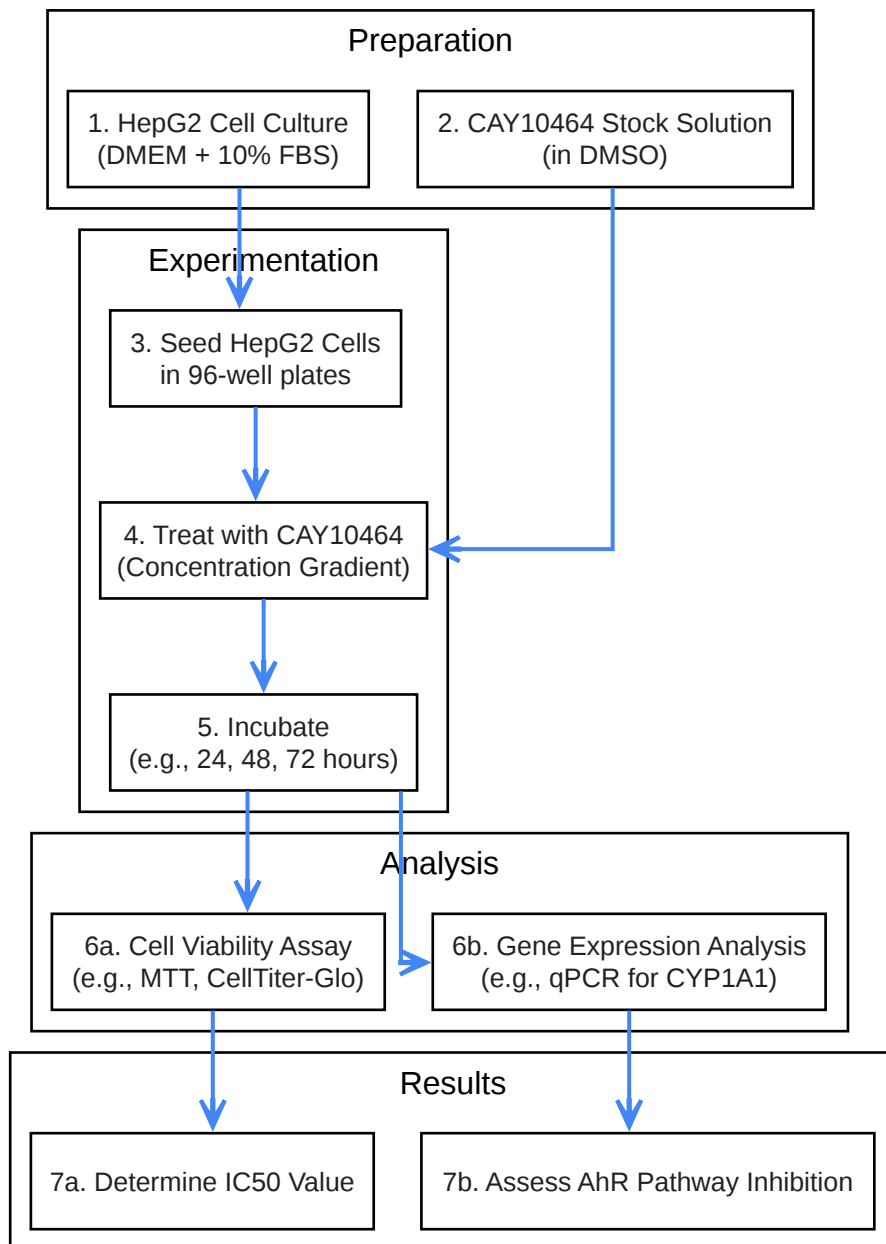 Preparation
1. HepG2 Cell Culture
(DMEM + 10% FBS)
2. CAY10464 Stock Solution
(in DMSO)
Experimentation
3. Seed HepG2 Cells
in 96-well plates
4. Treat with CAY10464
(Concentration Gradient)
5. Incubate
(e.g., 24, 48, 72 hours)
Analysis
6a. Cell Viability Assay
(e.g., MTT, CellTiter-Glo)
6b. Gene Expression Analysis
(e.g., qPCR for CYP1A1)
Results
7a. Determine IC50 Value
7b. Assess AhR Pathway Inhibition